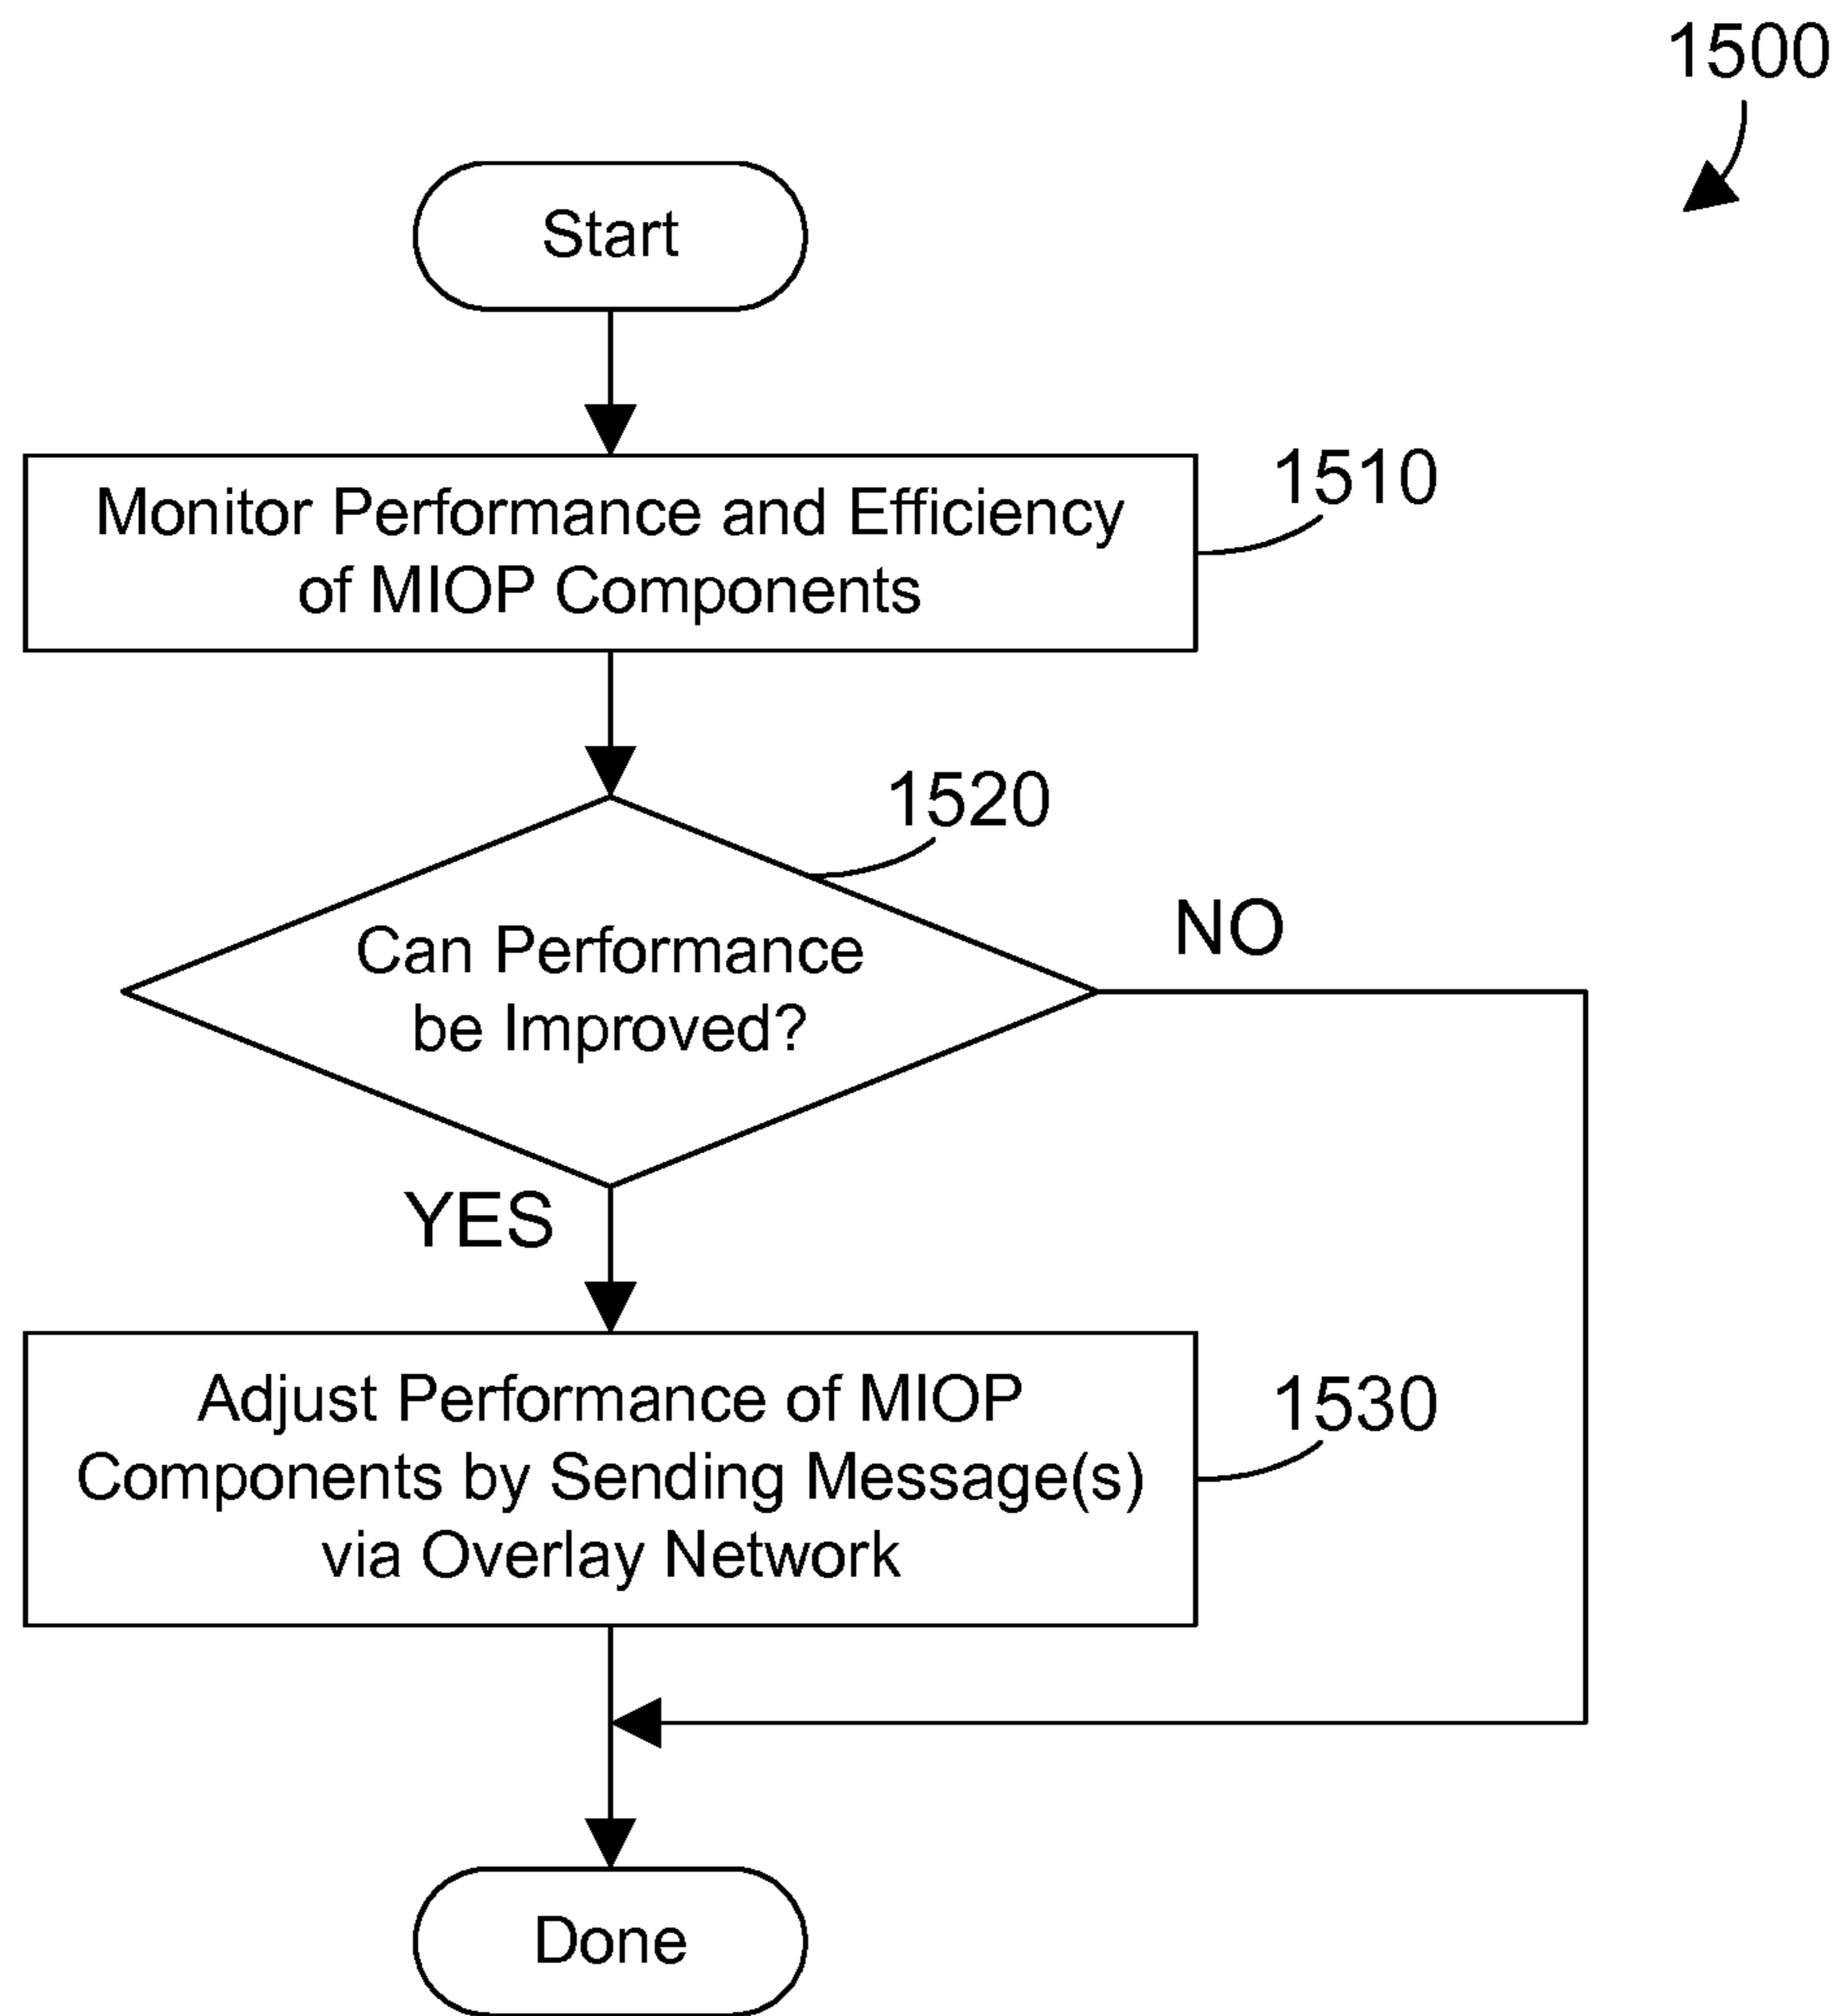 1500
Start
Monitor Performance and Efficiency
of MIOP Components
1510
1520
Can Performance
be Improved?
NO
YES
Adjust Performance of MIOP
Components by Sending Message(s)
via Overlay Network
1530
Done